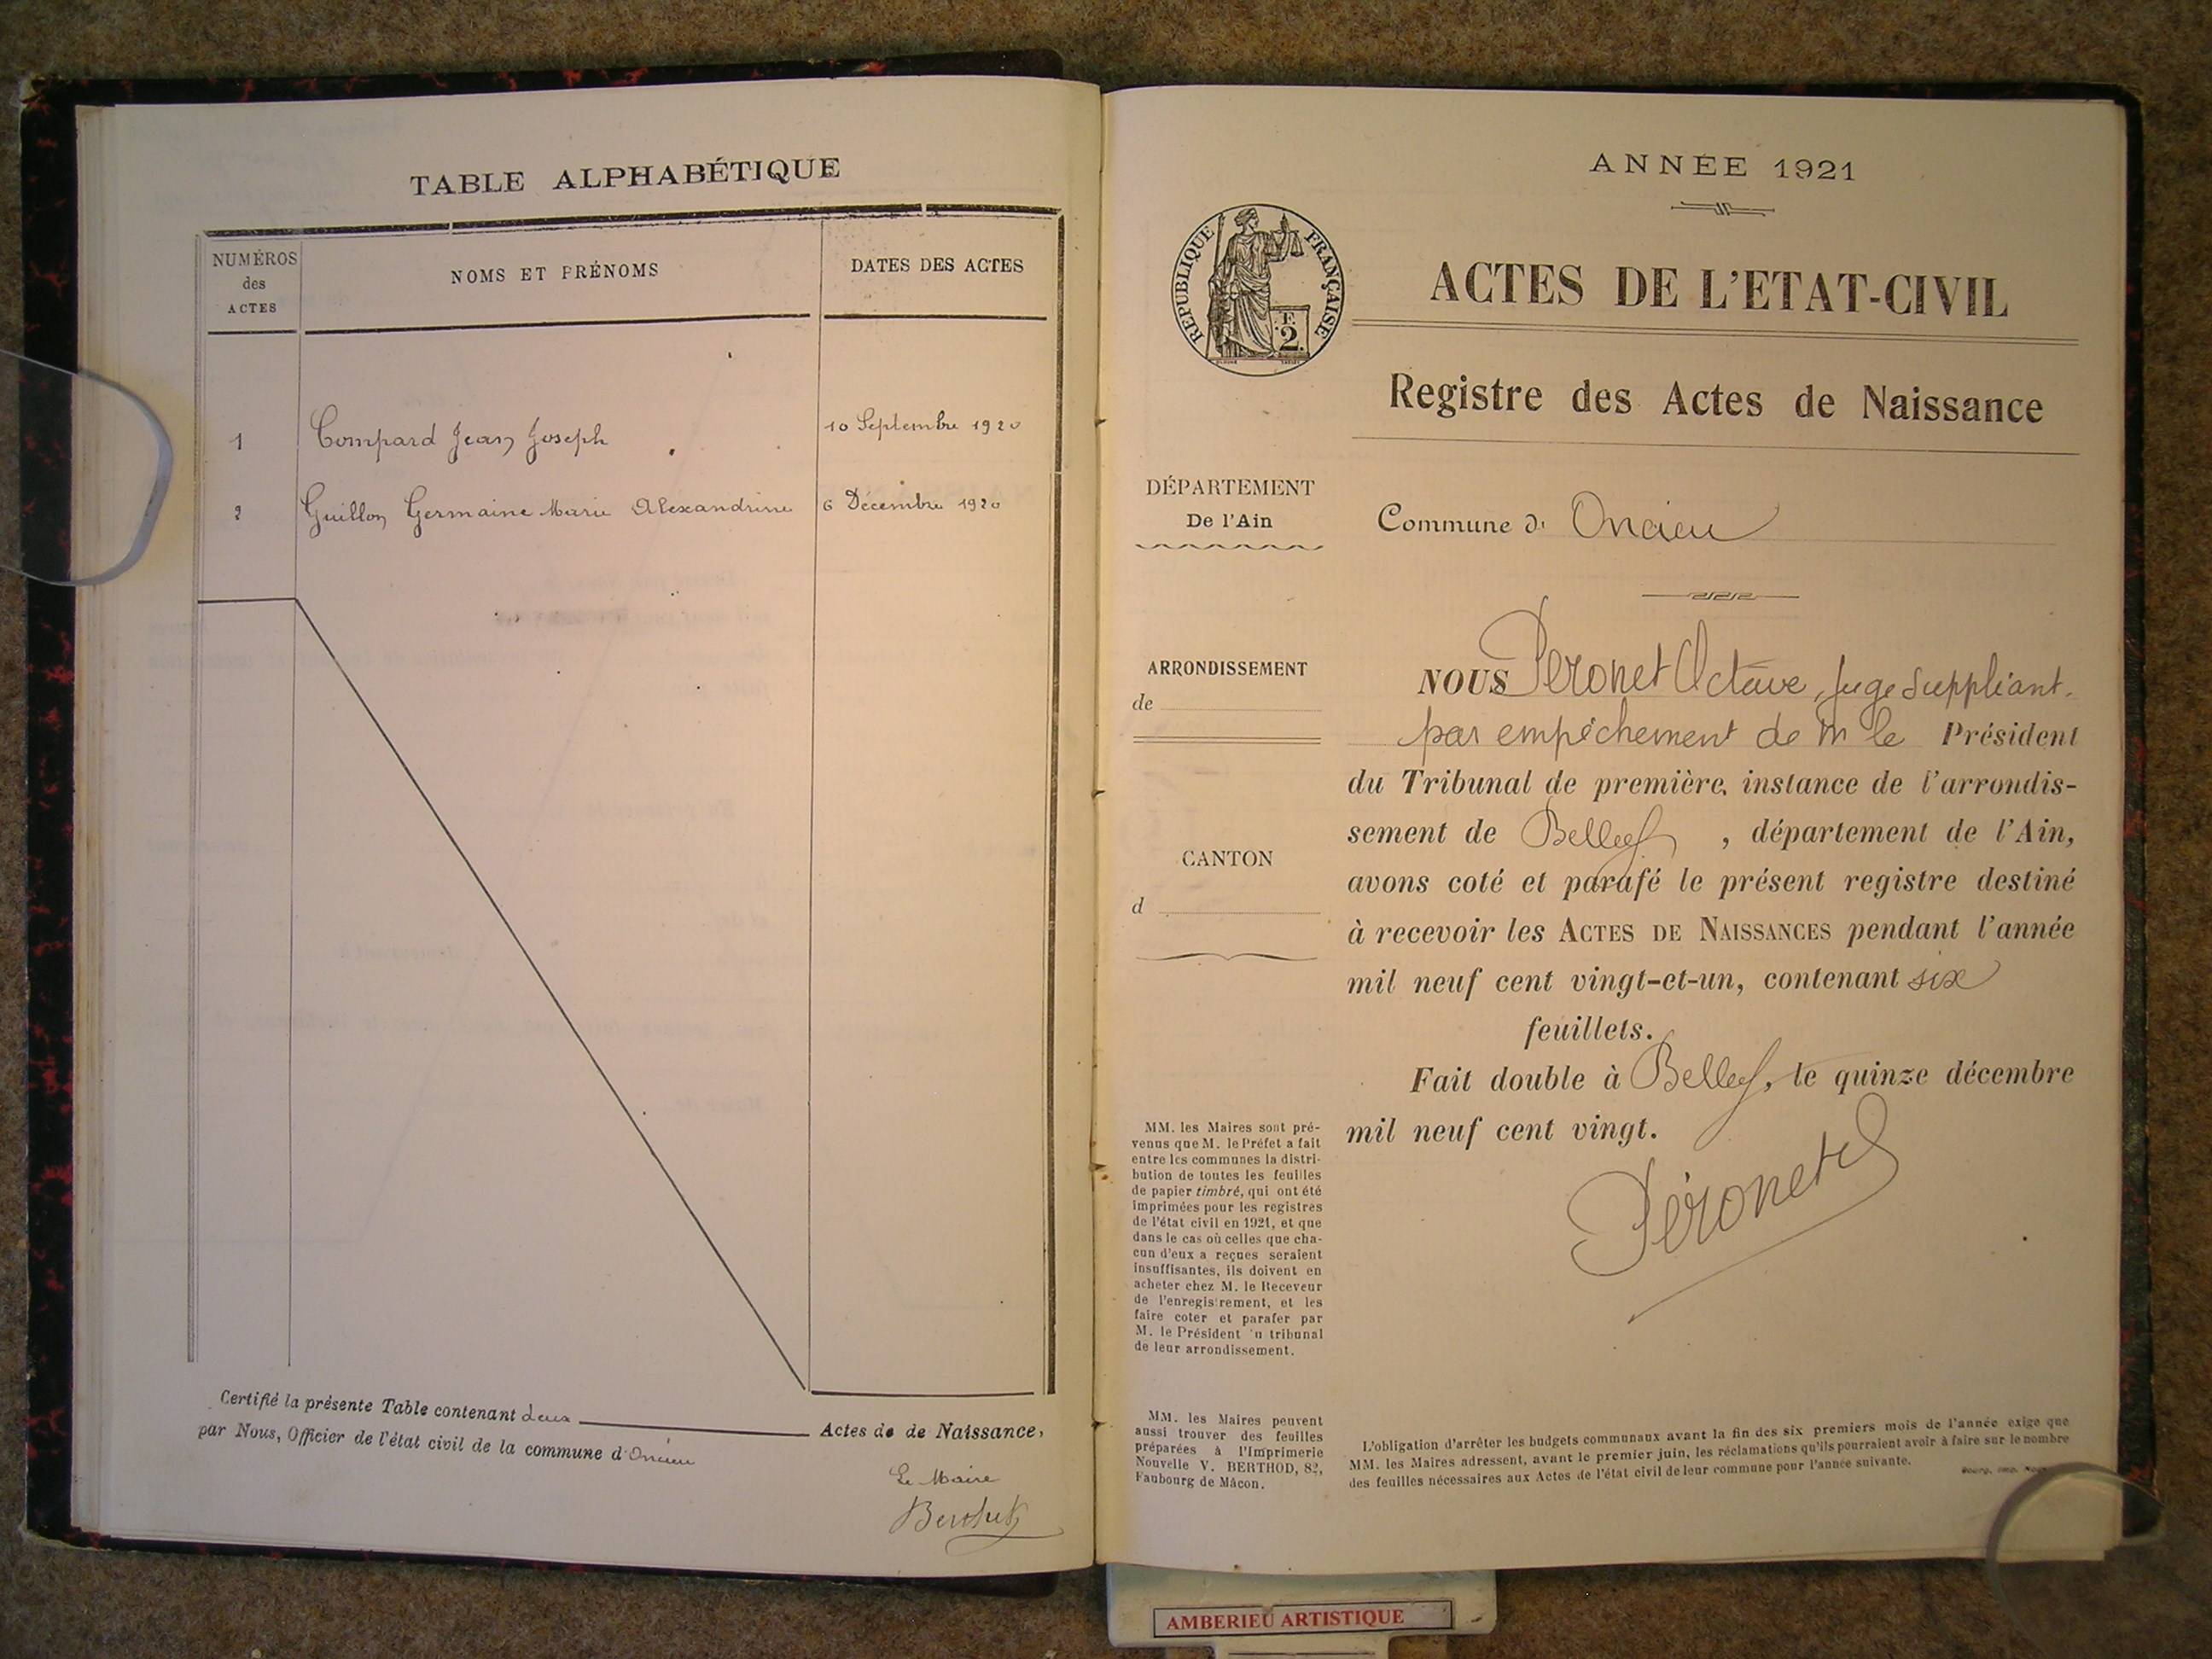 TABLE ALPHABÉTIQUE
NUMÉROS
des
ACTES
NOMS ET PRÉNOMS
DATES DES ACTES
1 Compard Jean Joseph 10 Septembre 1920
2 Guillon Germaine Marie Alexandrine 6 Décembre 1920
Certifié la présente Table contenant deux Actes de de Naissance,
par Nous, Officier de l'état civil de la commune d'Oncieu
Le Maire
ANNÉE 1921
RÉPUBLIQUE FRANÇAISE
E.
2.
ACTES DE L'ETAT-CIVIL
Registre des Actes de Naissance
DÉPARTEMENT
De l'Ain
Commune d' Oncieu
ARRONDISSEMENT
de
CANTON
d
NOUS Péronet Octave, Juge Suppliant.
par empêchement de M le Président
du Tribunal de première, instance de l'arrondis-
sement de Belley , département de l'Ain,
avons coté et parafé le présent registre destiné
à recevoir les ACTES DE NAISSANCES pendant l'année
mil neuf cent vingt-et-un, contenant six
feuillets.
Fait double à Belley, le quinze décembre
mil neuf cent vingt.
Péronet
MM. les Maires sont pré-
venus que M. le Préfet a fait
entre les communes la distri-
bution de toutes les feuilles
de papier timbré, qui ont été
imprimées pour les registres
de l'état civil en 1921, et que
dans le cas où celles que cha-
cun d'eux a reçues seraient
insuffisantes, ils doivent en
acheter chez M. le Receveur
de l'enregistrement, et les
faire coter et parafer par
M. le Président 'u tribunal
de leur arrondissement.
MM. les Maires peuvent
aussi trouver des feuilles
préparées à l'Imprimerie
Nouvelle V. BERTHOD, 82,
Faubourg de Mâcon.
L'obligation d'arrêter les budgets communaux avant la fin des six premiers mois de l'année exige que
MM. les Maires adressent, avant le premier juin, les réclamations qu'ils pourraient avoir à faire sur le nombre
des feuilles nécessaires aux Actes de l'état civil de leur commune pour l'année suivante.
Bourg, Imp.
AMBERIEU ARTISTIQUE